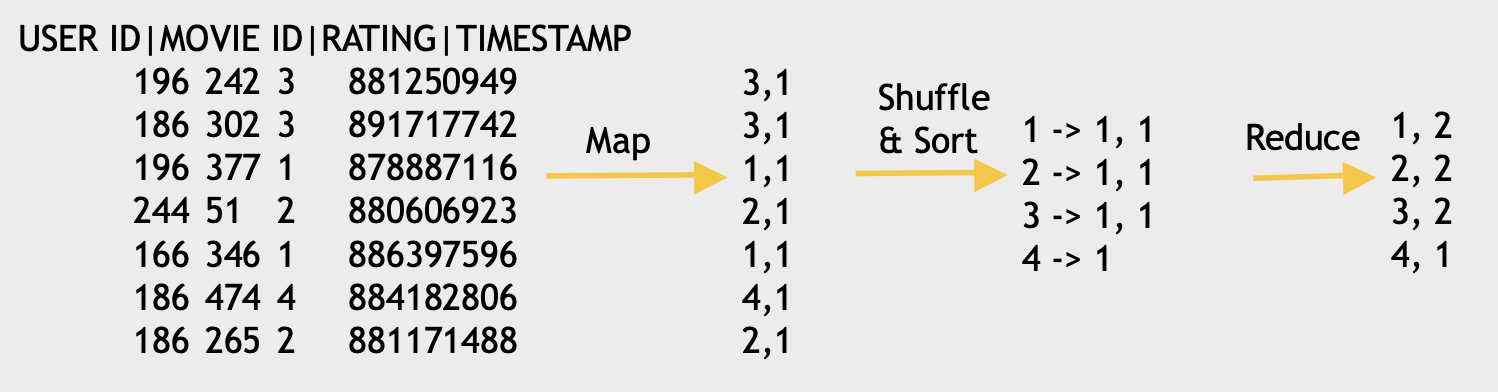 USER ID|MOVIE ID|RATING|TIMESTAMP
196 242 3 881250949
186 302 3 891717742
196 377 1 878887116
244 51 2 880606923
166 346 1 886397596
186 474 4 884182806
186 265 2 881171488
Map
3,1
3,1
1,1
2,1
1,1
4,1
2,1
Shuffle
& Sort
1 -> 1, 1
2 -> 1, 1
3 -> 1, 1
4 -> 1
Reduce
1, 2
2, 2
3, 2
4, 1